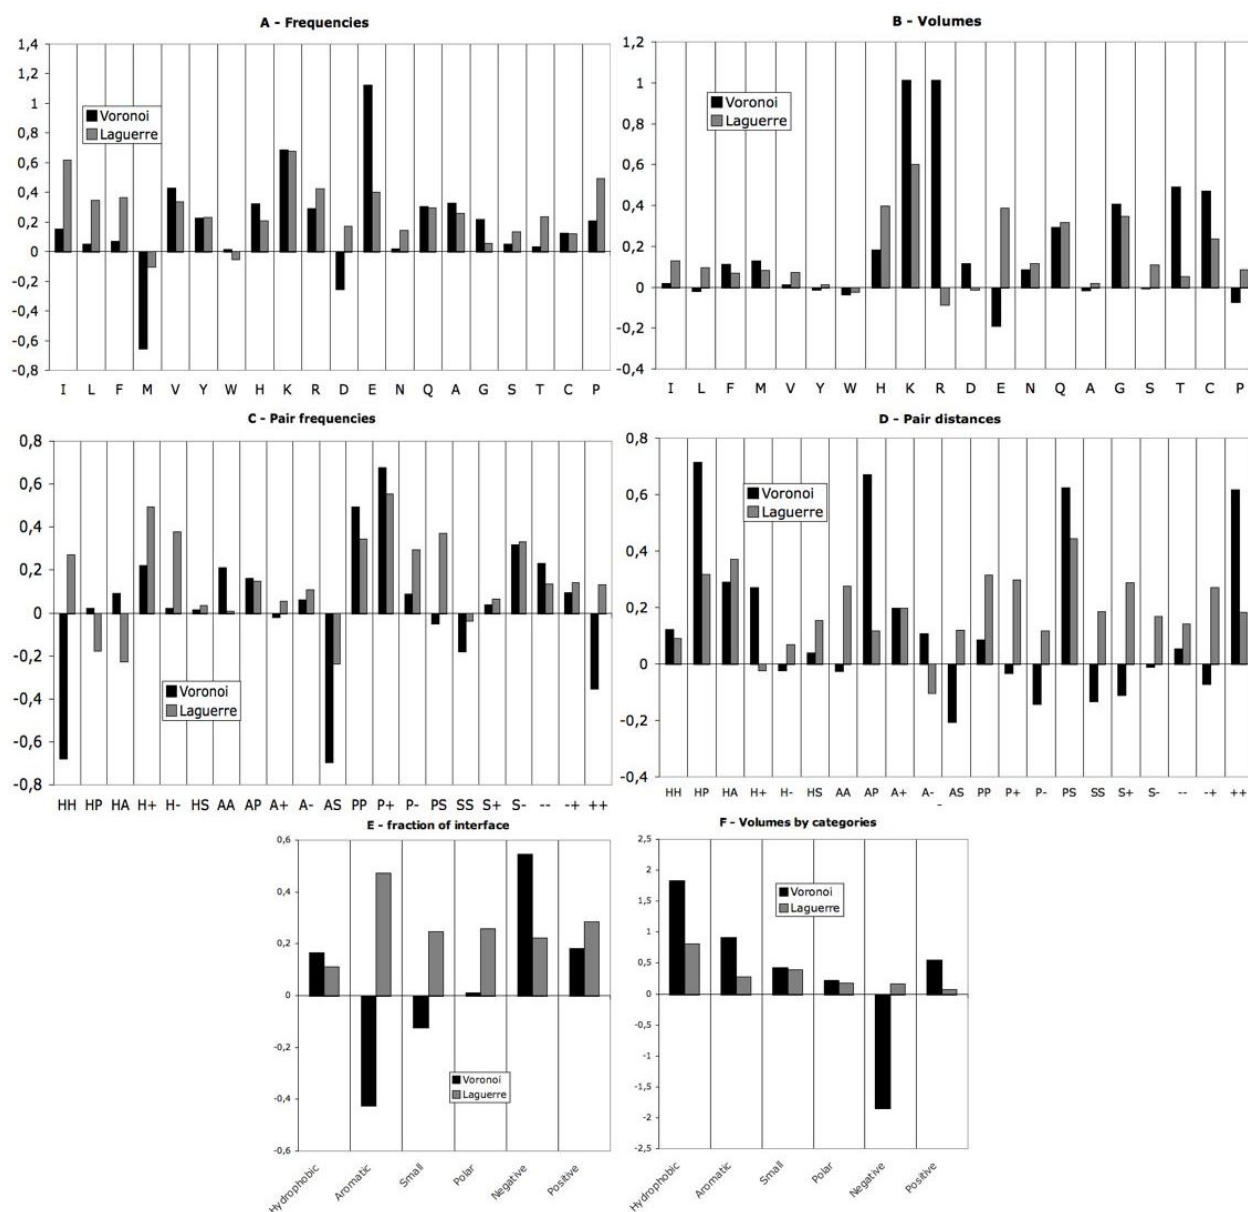 A - Frequencies
1,4
1,2
1
0,8
0,6
0,4
0,2
0
-0,2
-0,4
-0,6
-0,8
Voronoi
Laguerre
I L F M V Y W H K R D E N Q A G S T C P
B - Volumes
1,2
1
0,8
0,6
0,4
0,2
0
-0,2
-0,4
Voronoi
Laguerre
I L F M V Y W H K R D E N Q A G S T C P
C - Pair frequencies
0,8
0,6
0,4
0,2
0
-0,2
-0,4
-0,6
-0,8
Voronoi
Laguerre
HH HP HA H+ H- HS AA AP A+ A- AS PP P+ P- PS SS S+ S- -- -+ ++
D - Pair distances
0,8
0,6
0,4
0,2
0
-0,2
-0,4
Voronoi
Laguerre
HH HP HA H+ H- HS AA AP A+ A- AS PP P+ P- PS SS S+ S- -- -+ ++
E - fraction of interface
0,6
0,4
0,2
0
-0,2
-0,4
-0,6
Voronoi
Laguerre
Hydrophobic Aromatic Small Polar Negative Positive
F - Volumes by categories
2,5
2
1,5
1
0,5
0
-0,5
-1
-1,5
-2
-2,5
Voronoi
Laguerre
Hydrophobic Aromatic Small Polar Negative Positive